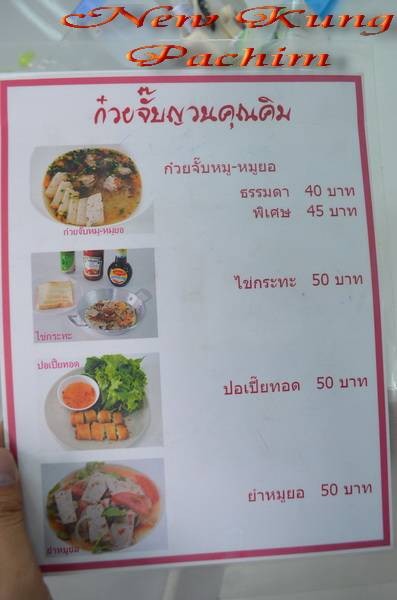 New Kung
Pachim
ก๋วยจั๊บญวนคุณคิม
ก๋วยจั๊บหมู-หมูยอ
ธรรมดา 40 บาท
พิเศษ 45 บาท
ก๋วยจั๊บหมู-หมูยอ
ไข่กระทะ 50 บาท
ไข่กระทะ
ปอเปี๊ยทอด
ปอเปี๊ยทอด 50 บาท
ยำหมูยอ 50 บาท
ยำหมูยอ